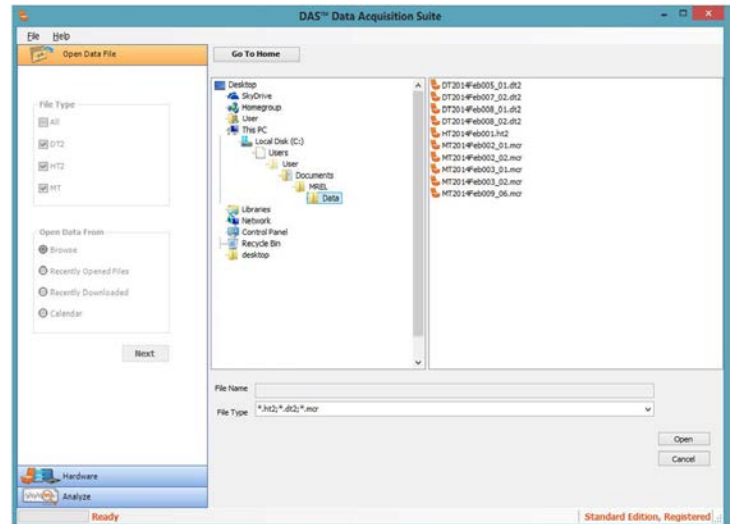 DAS™ Data Acquisition Suite
File Help
Open Data File
File Type
All
DT2
HT2
MT
Open Data From
Browse
Recently Opened Files
Recently Downloaded
Calendar
Next
Hardware
Analyze
Go To Home
Desktop
SkyDrive
Homegroup
User
This PC
Local Disk (C:)
Users
User
Documents
MREL
Data
Libraries
Network
Control Panel
Recycle Bin
desktop
DT2014Feb005_01.dt2
DT2014Feb007_02.dt2
DT2014Feb008_01.dt2
DT2014Feb008_02.dt2
HT2014Feb001.ht2
MT2014Feb002_01.mcr
MT2014Feb002_02.mcr
MT2014Feb003_01.mcr
MT2014Feb003_02.mcr
MT2014Feb009_06.mcr
File Name
File Type *.ht2;*.dt2;*.mcr
Open
Cancel
Ready
Standard Edition, Registered